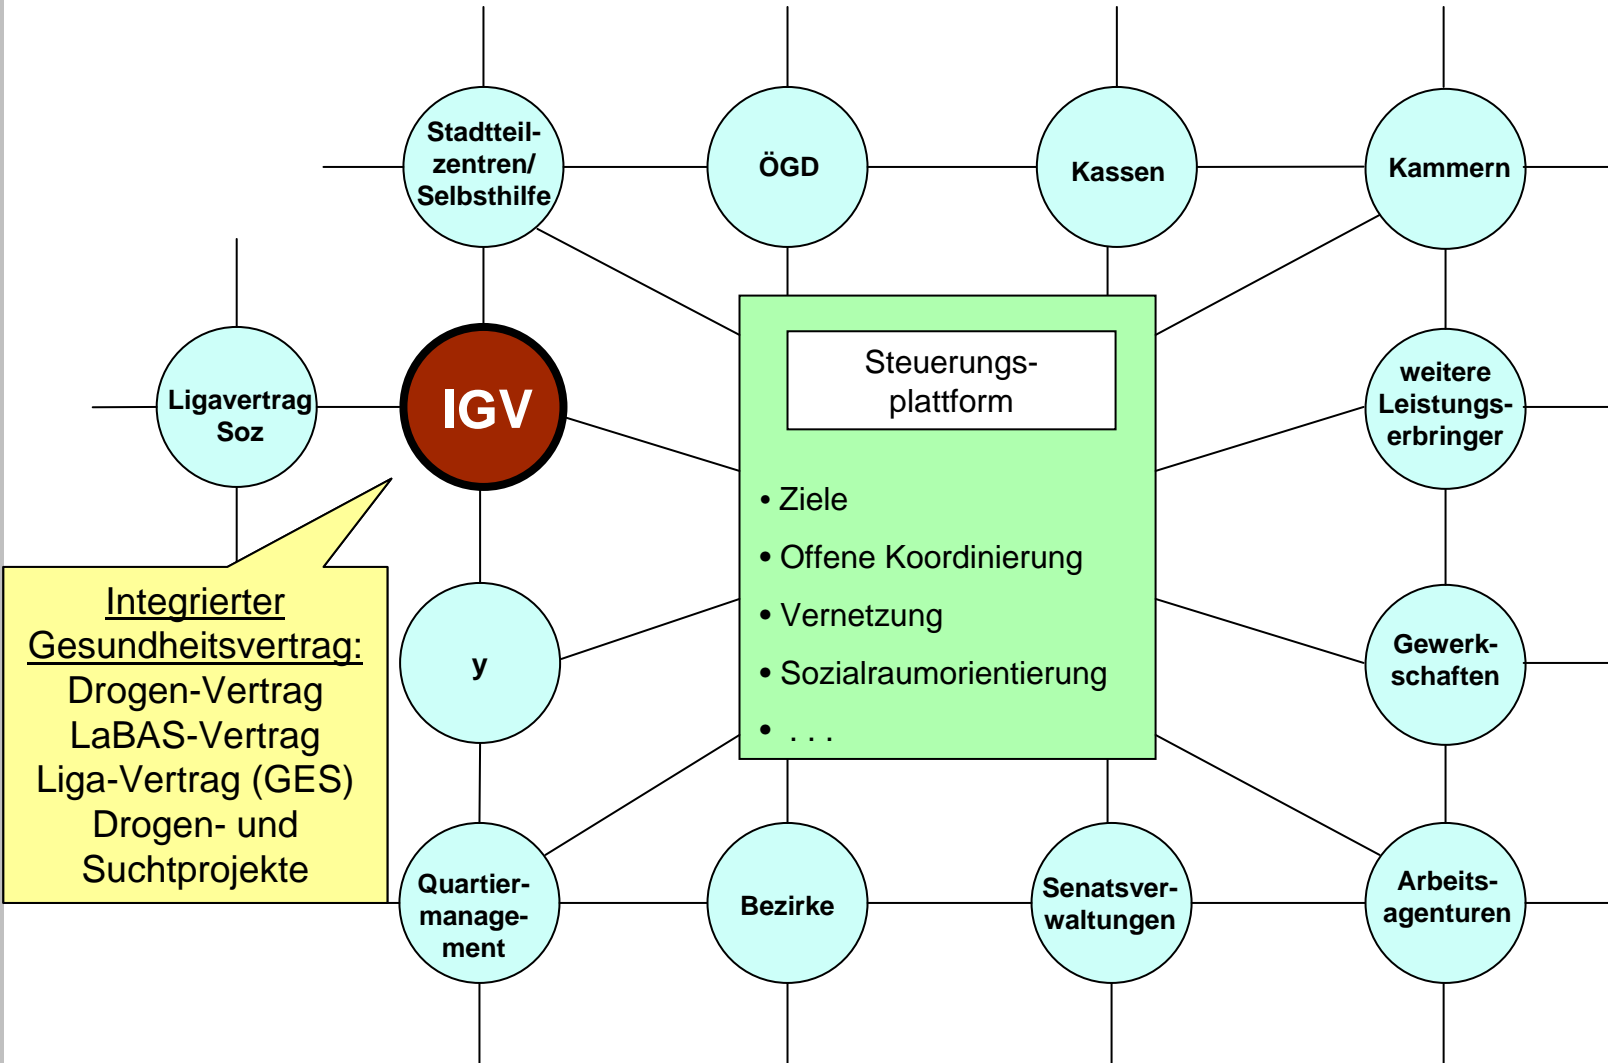 Stadtteil-
zentren/
Selbsthilfe
ÖGD
Kassen
Kammern
Ligavertrag
Soz
IGV
Steuerungs-
plattform
• Ziele
• Offene Koordinierung
• Vernetzung
• Sozialraumorientierung
• . . .
weitere
Leistungs-
erbringer
Integrierter
Gesundheitsvertrag:
Drogen-Vertrag
LaBAS-Vertrag
Liga-Vertrag (GES)
Drogen- und
Suchtprojekte
y
Gewerk-
schaften
Quartier-
manage-
ment
Bezirke
Senatsver-
waltungen
Arbeits-
agenturen